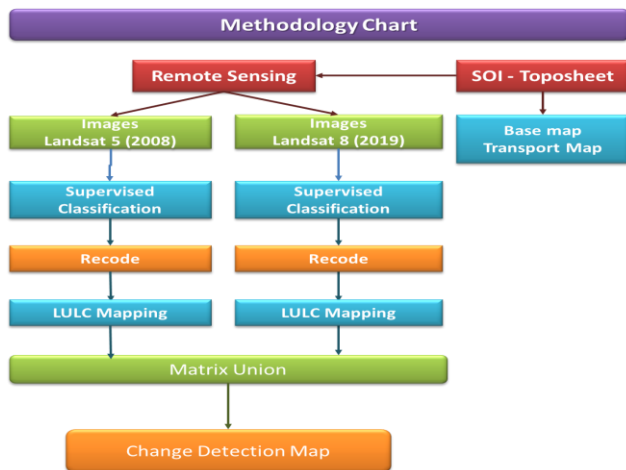 Methodology Chart
Remote Sensing
SOI - Toposheet
Images
Landsat 5 (2008)
Images
Landsat 8 (2019)
Base map
Transport Map
Supervised
Classification
Supervised
Classification
Recode
Recode
LULC Mapping
LULC Mapping
Matrix Union
Change Detection Map